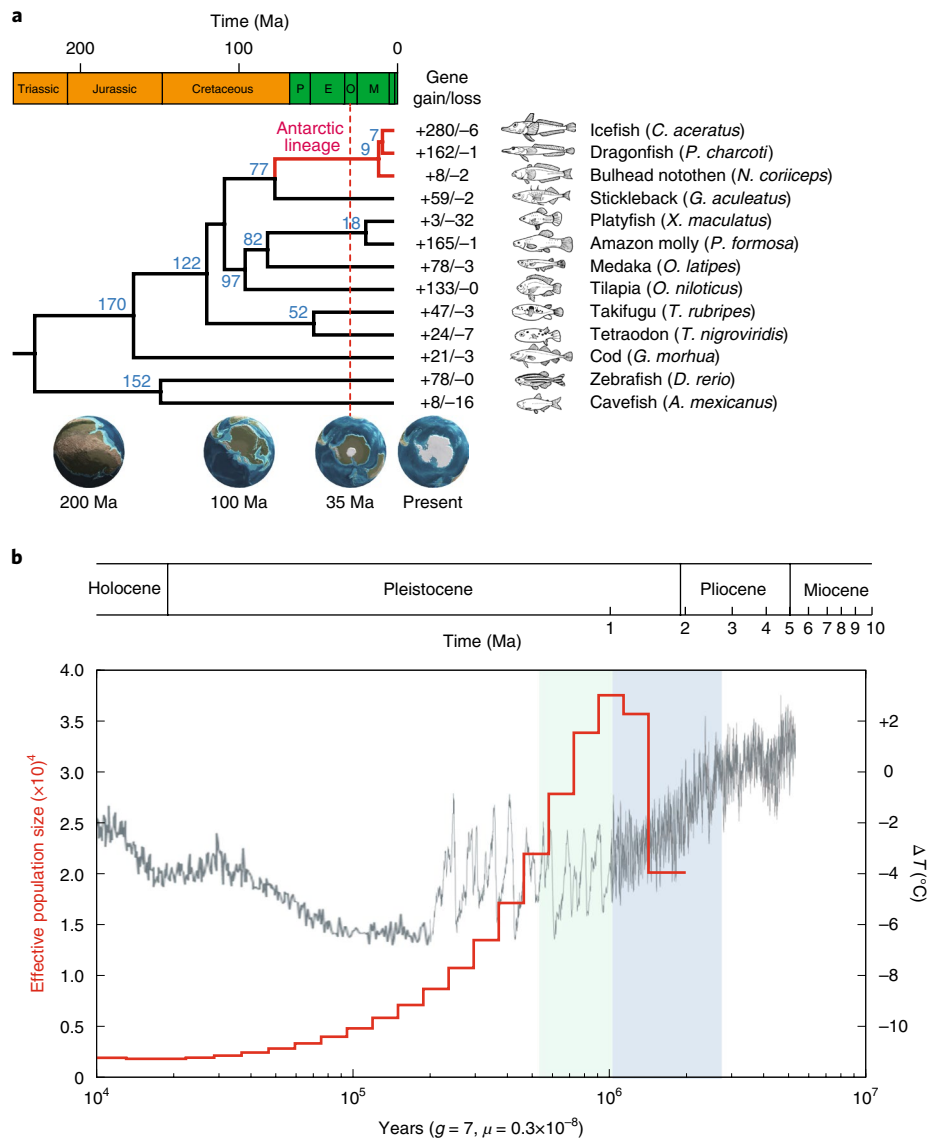 a
Time (Ma)
200 100 0
Triassic Jurassic Cretaceous P E O M
Gene
gain/loss
Antarctic
lineage
7
9
77
18
82
122
97
170
52
152
+280/–6 Icefish (C. aceratus)
+162/–1 Dragonfish (P. charcoti)
+8/–2 Bulhead notothen (N. coriiceps)
+59/–2 Stickleback (G. aculeatus)
+3/–32 Platyfish (X. maculatus)
+165/–1 Amazon molly (P. formosa)
+78/–3 Medaka (O. latipes)
+133/–0 Tilapia (O. niloticus)
+47/–3 Takifugu (T. rubripes)
+24/–7 Tetraodon (T. nigroviridis)
+21/–3 Cod (G. morhua)
+78/–0 Zebrafish (D. rerio)
+8/–16 Cavefish (A. mexicanus)
200 Ma 100 Ma 35 Ma Present
b
Holocene Pleistocene Pliocene Miocene
1 2 3 4 5 6 7 8 9 10
Time (Ma)
Effective population size (×10)⁴
4.0
3.5
3.0
2.5
2.0
1.5
1.0
0.5
0
+2
0
–2
–4
–6
–8
–10
Δ T (°C)
10⁴ 10⁵ 10⁶ 10⁷
Years (g = 7, μ = 0.3×10⁻⁸)